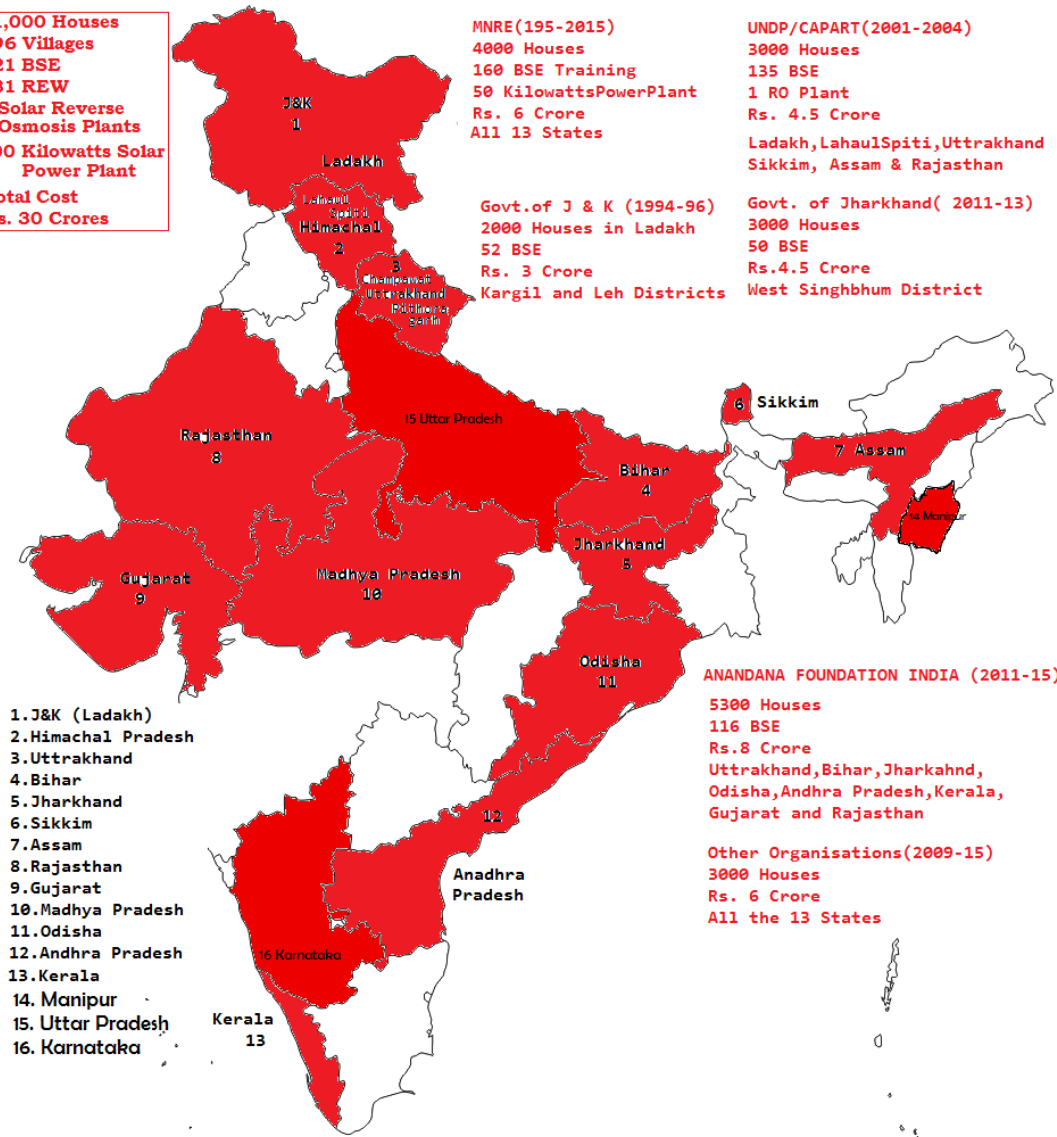 ,000 Houses
96 Villages
21 BSE
31 REW
Solar Reverse
Osmosis Plants
00 Kilowatts Solar
Power Plant
otal Cost
s. 30 Crores
MNRE(195-2015)
4000 Houses
160 BSE Training
50 KilowattsPowerPlant
Rs. 6 Crore
All 13 States
UNDP/CAPART(2001-2004)
3000 Houses
135 BSE
1 RO Plant
Rs. 4.5 Crore
Ladakh,LahaulSpiti,Uttrakhand
Sikkim, Assam & Rajasthan
Govt.of J & K (1994-96)
2000 Houses in Ladakh
52 BSE
Rs. 3 Crore
Kargil and Leh Districts
Govt. of Jharkhand( 2011-13)
3000 Houses
50 BSE
Rs.4.5 Crore
West Singhbhum District
J&K
1
Ladakh
Lahaul
Spiti
Himachal
2
3
Champawat
Uttrakhand
Pithora
garh
15 Uttar Pradesh
Rajasthan
8
6 Sikkim
7 Assam
14 Manipur
Bihar
4
Jharkhand
5
Gujarat
9
Madhya Pradesh
10
Odisha
11
ANANDANA FOUNDATION INDIA (2011-15)
5300 Houses
116 BSE
Rs.8 Crore
Uttrakhand,Bihar,Jharkahnd,
Odisha,Andhra Pradesh,Kerala,
Gujarat and Rajasthan
Other Organisations(2009-15)
3000 Houses
Rs. 6 Crore
All the 13 States
12
Anadhra
Pradesh
16 Karnataka
Kerala
13
1.J&K (Ladakh)
2.Himachal Pradesh
3.Uttrakhand
4.Bihar
5.Jharkhand
6.Sikkim
7.Assam
8.Rajasthan
9.Gujarat
10.Madhya Pradesh
11.Odisha
12.Andhra Pradesh
13.Kerala
14. Manipur
15. Uttar Pradesh
16. Karnataka